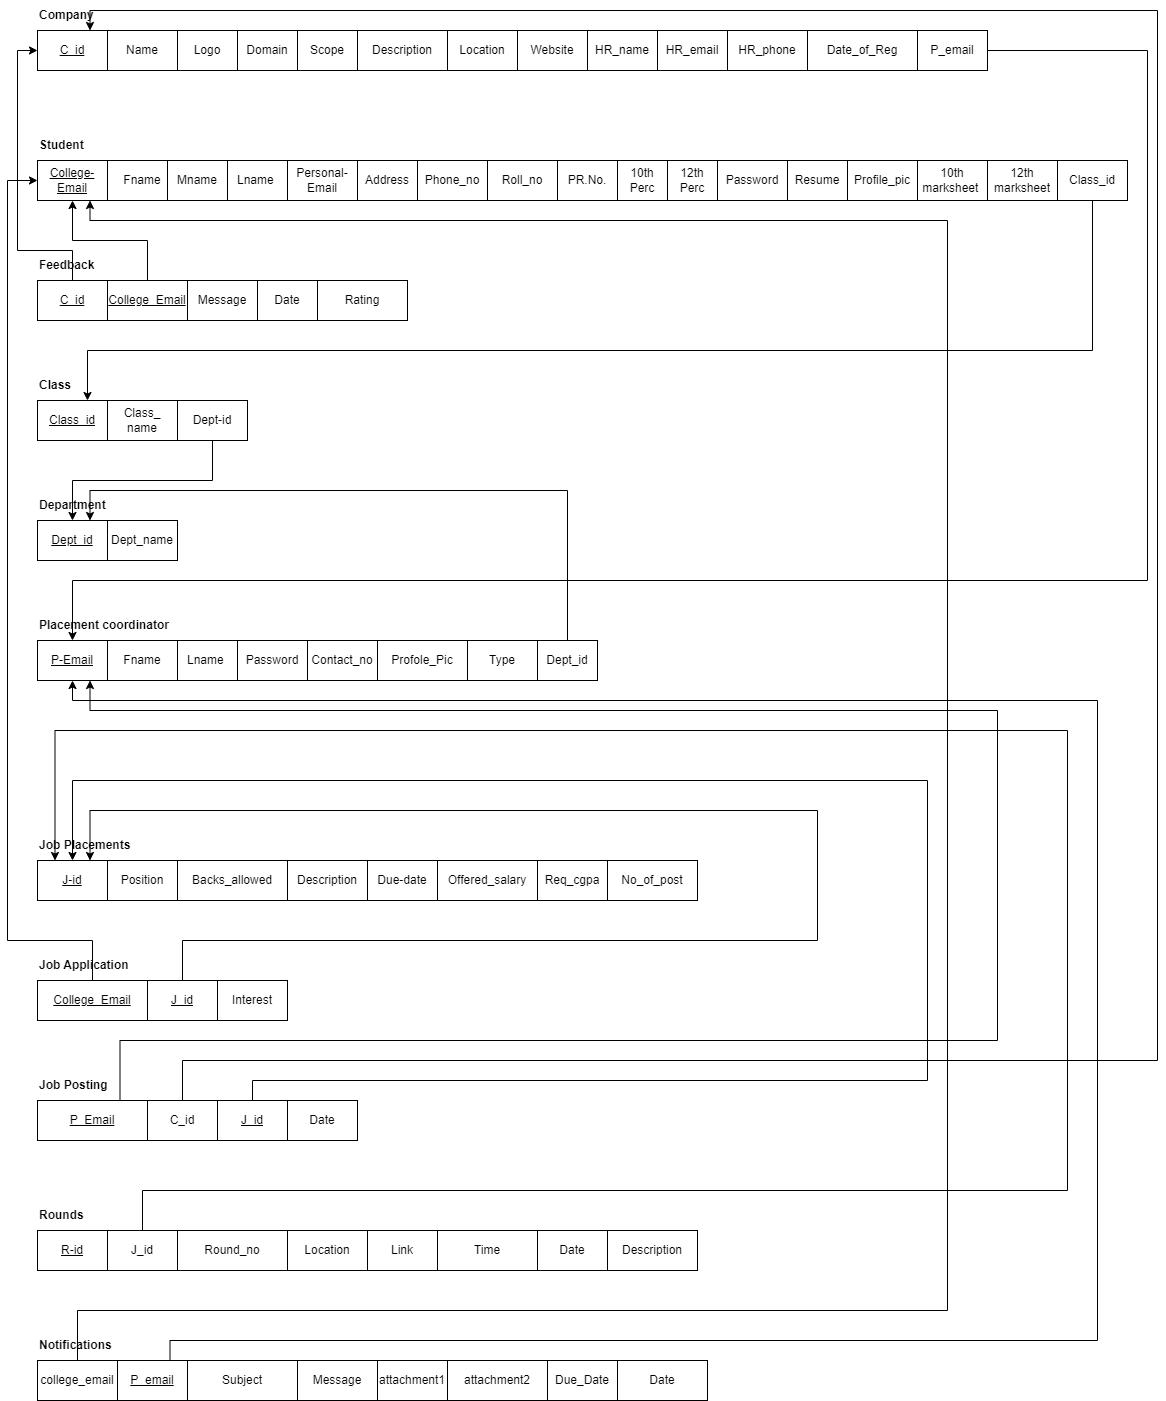 Company
C_id Name Logo Domain Scope Description Location Website HR_name HR_email HR_phone Date_of_Reg P_email
Student
College-Email Fname Mname Lname Personal-Email Address Phone_no Roll_no PR.No. 10th Perc 12th Perc Password Resume Profile_pic 10th marksheet 12th marksheet Class_id
Feedback
C_id College_Email Message Date Rating
Class
Class_id Class_ name Dept-id
Department
Dept_id Dept_name
Placement coordinator
P-Email Fname Lname Password Contact_no Profole_Pic Type Dept_id
Job Placements
J-id Position Backs_allowed Description Due-date Offered_salary Req_cgpa No_of_post
Job Application
College_Email J_id Interest
Job Posting
P_Email C_id J_id Date
Rounds
R-id J_id Round_no Location Link Time Date Description
Notifications
college_email P_email Subject Message attachment1 attachment2 Due_Date Date